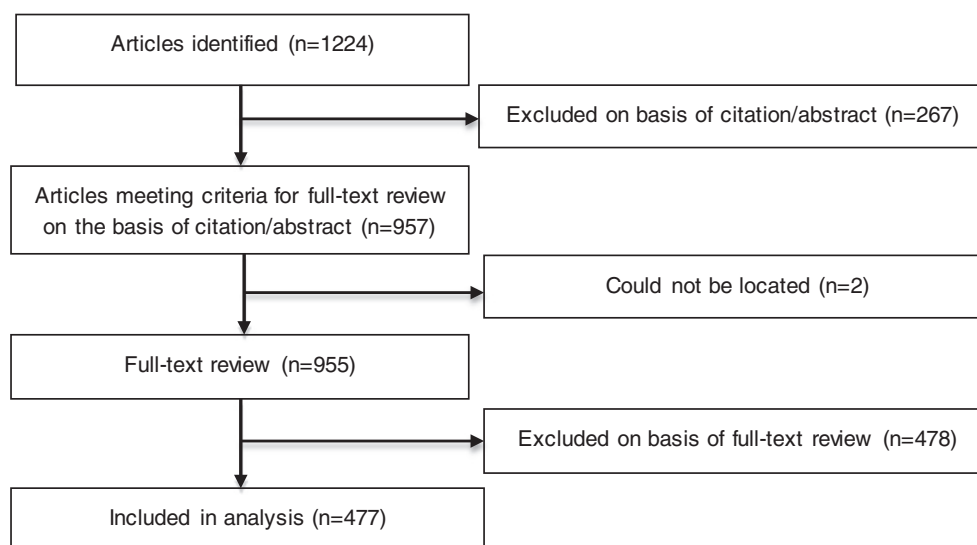 Articles identified (n=1224)
Excluded on basis of citation/abstract (n=267)
Articles meeting criteria for full-text review
on the basis of citation/abstract (n=957)
Could not be located (n=2)
Full-text review (n=955)
Excluded on basis of full-text review (n=478)
Included in analysis (n=477)